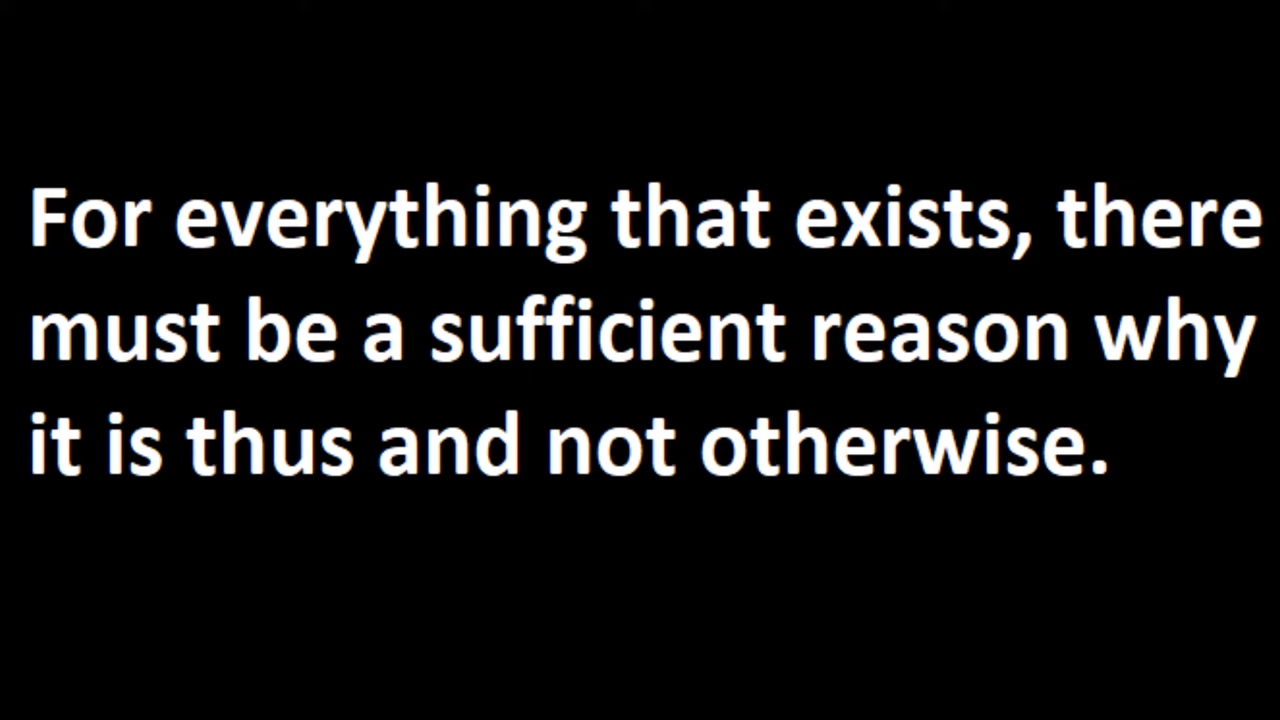 For everything that exists, there
must be a sufficient reason why
it is thus and not otherwise.